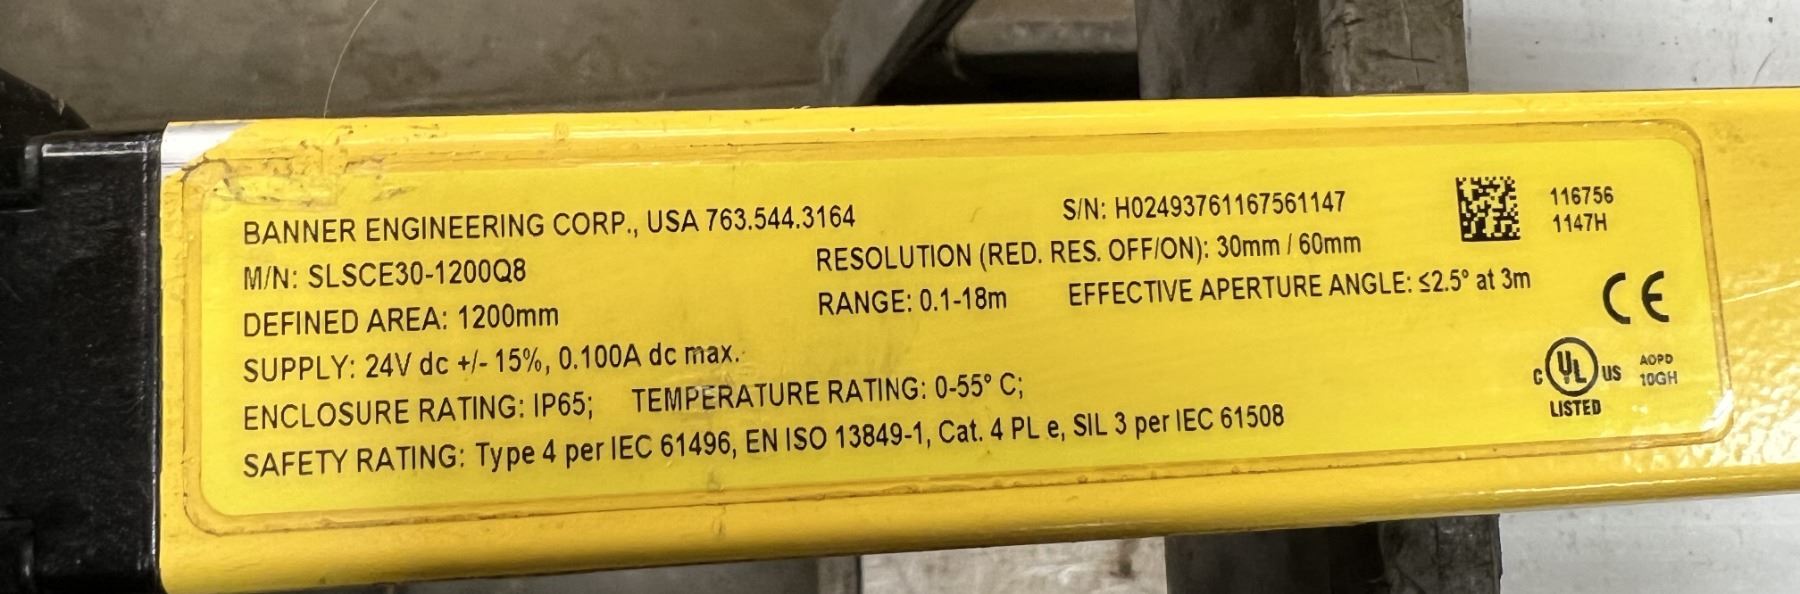 BANNER ENGINEERING CORP., USA 763.544.3164
S/N: H02493761167561147
116756
1147H
M/N: SLSCE30-1200Q8
RESOLUTION (RED. RES. OFF/ON): 30mm / 60mm
DEFINED AREA: 1200mm
RANGE: 0.1-18m
EFFECTIVE APERTURE ANGLE: ≤2.5° at 3m
CE
SUPPLY: 24V dc +/- 15%, 0.100A dc max.
ENCLOSURE RATING: IP65;
TEMPERATURE RATING: 0-55° C;
SAFETY RATING: Type 4 per IEC 61496, EN ISO 13849-1, Cat. 4 PL e, SIL 3 per IEC 61508
C UL US
LISTED
AOPD
10GH